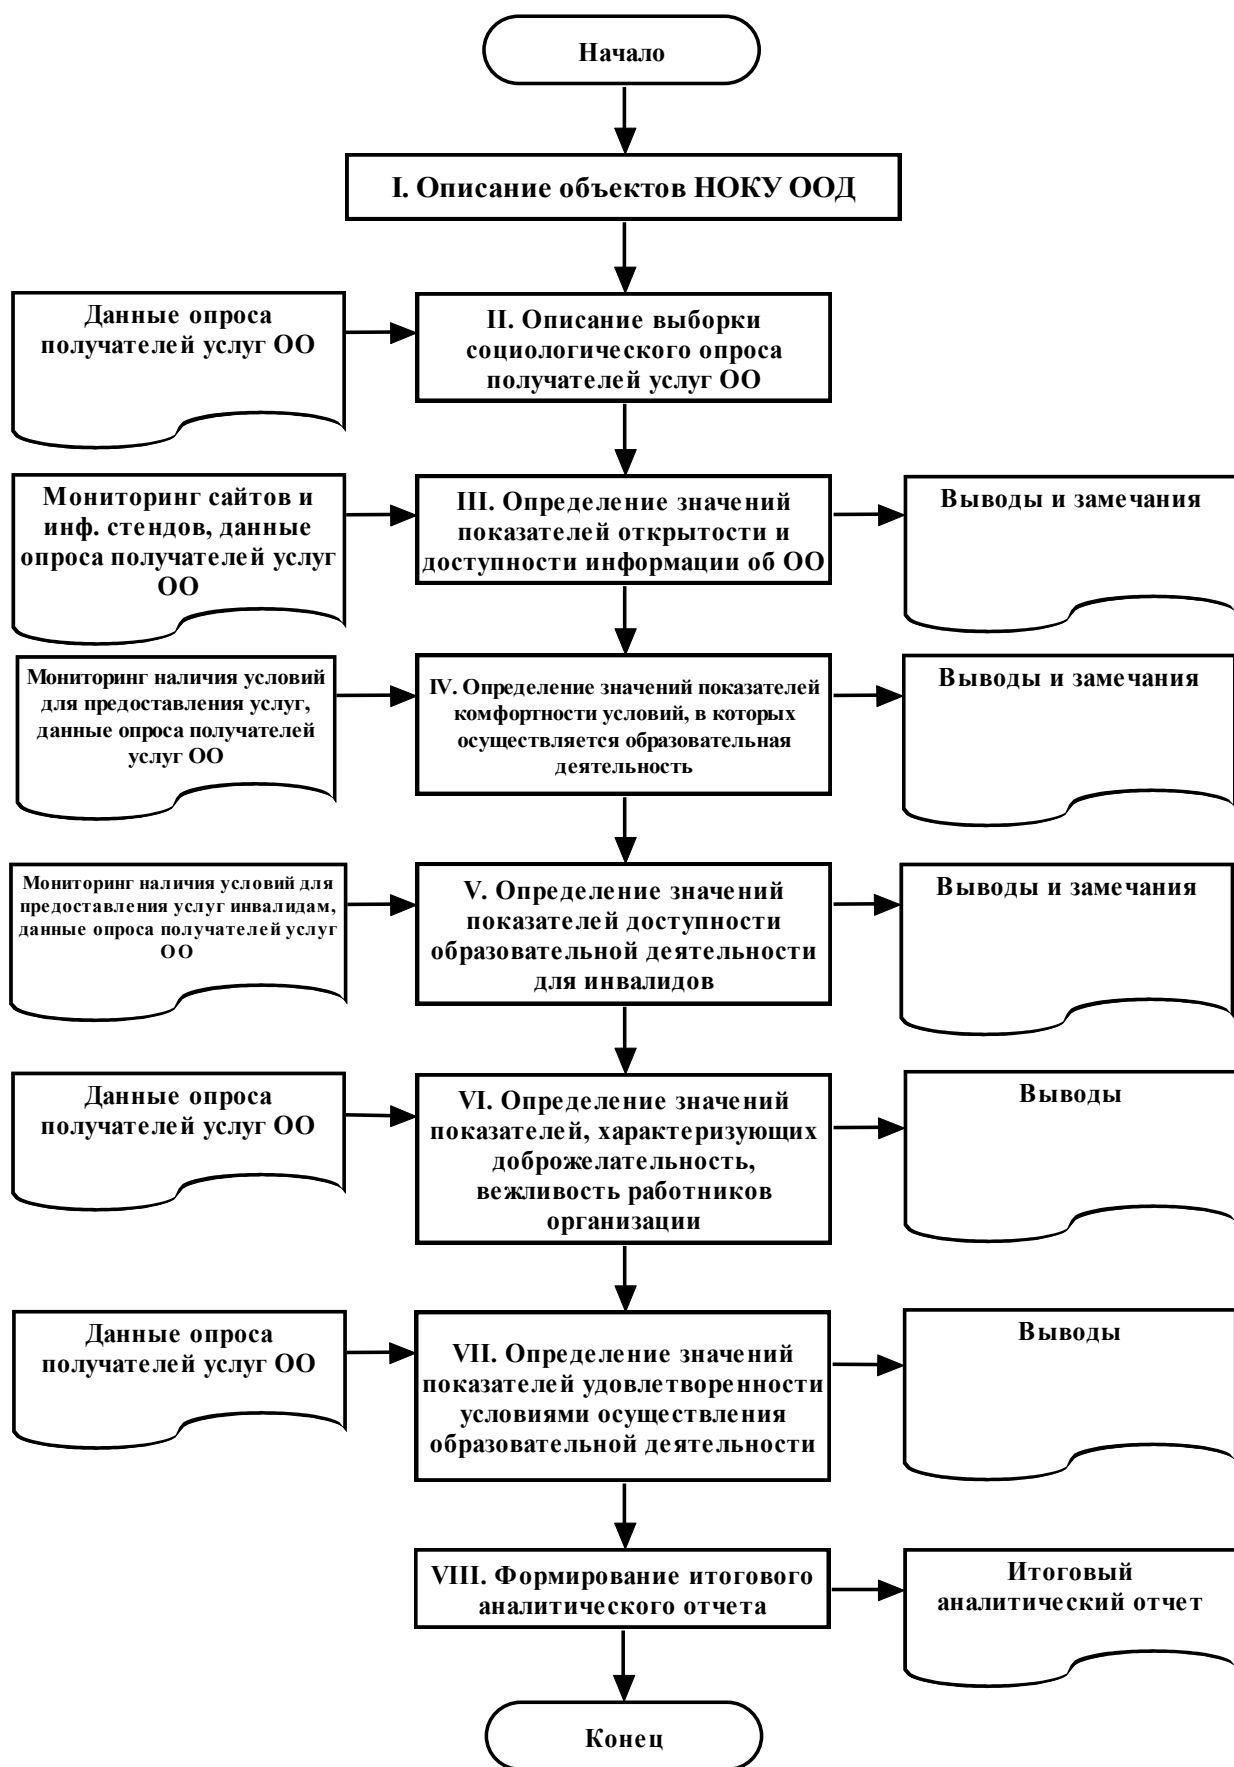 Начало
I. Описание объектов НОКУ ООД
Данные опроса
получателей услуг ОО
II. Описание выборки
социологического опроса
получателей услуг ОО
Мониторинг сайтов и
инф. стендов, данные
опроса получателей услуг
ОО
III. Определение значений
показателей открытости и
доступности информации об ОО
Выводы и замечания
Мониторинг наличия условий
для предоставления услуг,
данные опроса получателей
услуг ОО
IV. Определение значений показателей
комфортности условий, в которых
осуществляется образовательная
деятельность
Выводы и замечания
Мониторинг наличия условий для
предоставления услуг инвалидам,
данные опроса получателей услуг
ОО
V. Определение значений
показателей доступности
образовательной деятельности
для инвалидов
Выводы и замечания
Данные опроса
получателей услуг ОО
VI. Определение значений
показателей, характеризующих
доброжелательность,
вежливость работников
организации
Выводы
Данные опроса
получателей услуг ОО
VII. Определение значений
показателей удовлетворенности
условиями осуществления
образовательной деятельности
Выводы
VIII. Формирование итогового
аналитического отчета
Итоговый
аналитический отчет
Конец